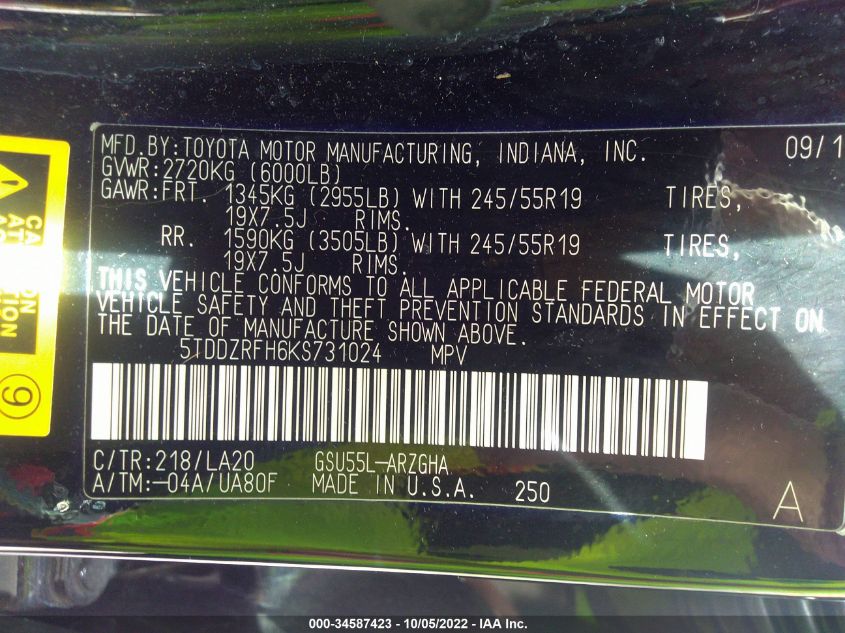 MFD.BY:TOYOTA MOTOR MANUFACTURING, INDIANA, INC. 09/1
GVWR:2720KG (6000LB)
GAWR:FRT. 1345KG (2955LB) WITH 245/55R19 TIRES,
19X7.5J RIMS.
RR. 1590KG (3505LB) WITH 245/55R19 TIRES,
19X7.5J RIMS.
THIS VEHICLE CONFORMS TO ALL APPLICABLE FEDERAL MOTOR
VEHICLE SAFETY AND THEFT PREVENTION STANDARDS IN EFFECT ON
THE DATE OF MANUFACTURE SHOWN ABOVE.
5TDDZRFH6KS731024 MPV
C/TR:218/LA20 GSU55L-ARZGHA
A/TM:-04A/UA80F MADE IN U.S.A. 250 A
9
000-34587423 - 10/05/2022 - IAA Inc.